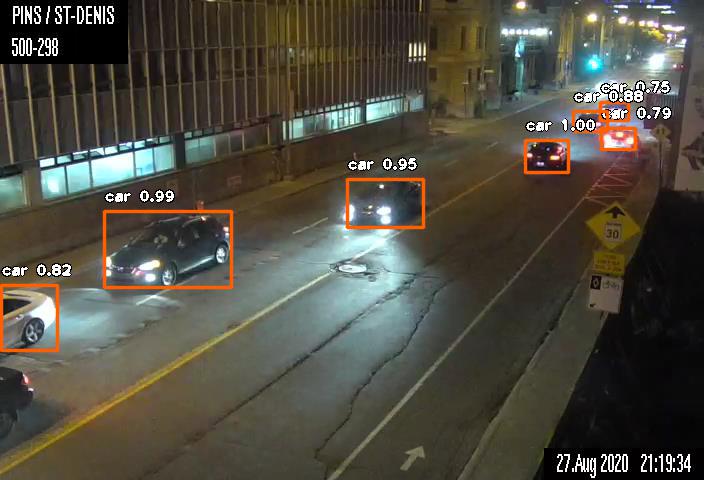 PINS / ST-DENIS
500-298
car 0.75
car 0.88
car 0.79
car 1.00
car 0.95
car 0.99
car 0.82
30
27.Aug 2020 21:19:34